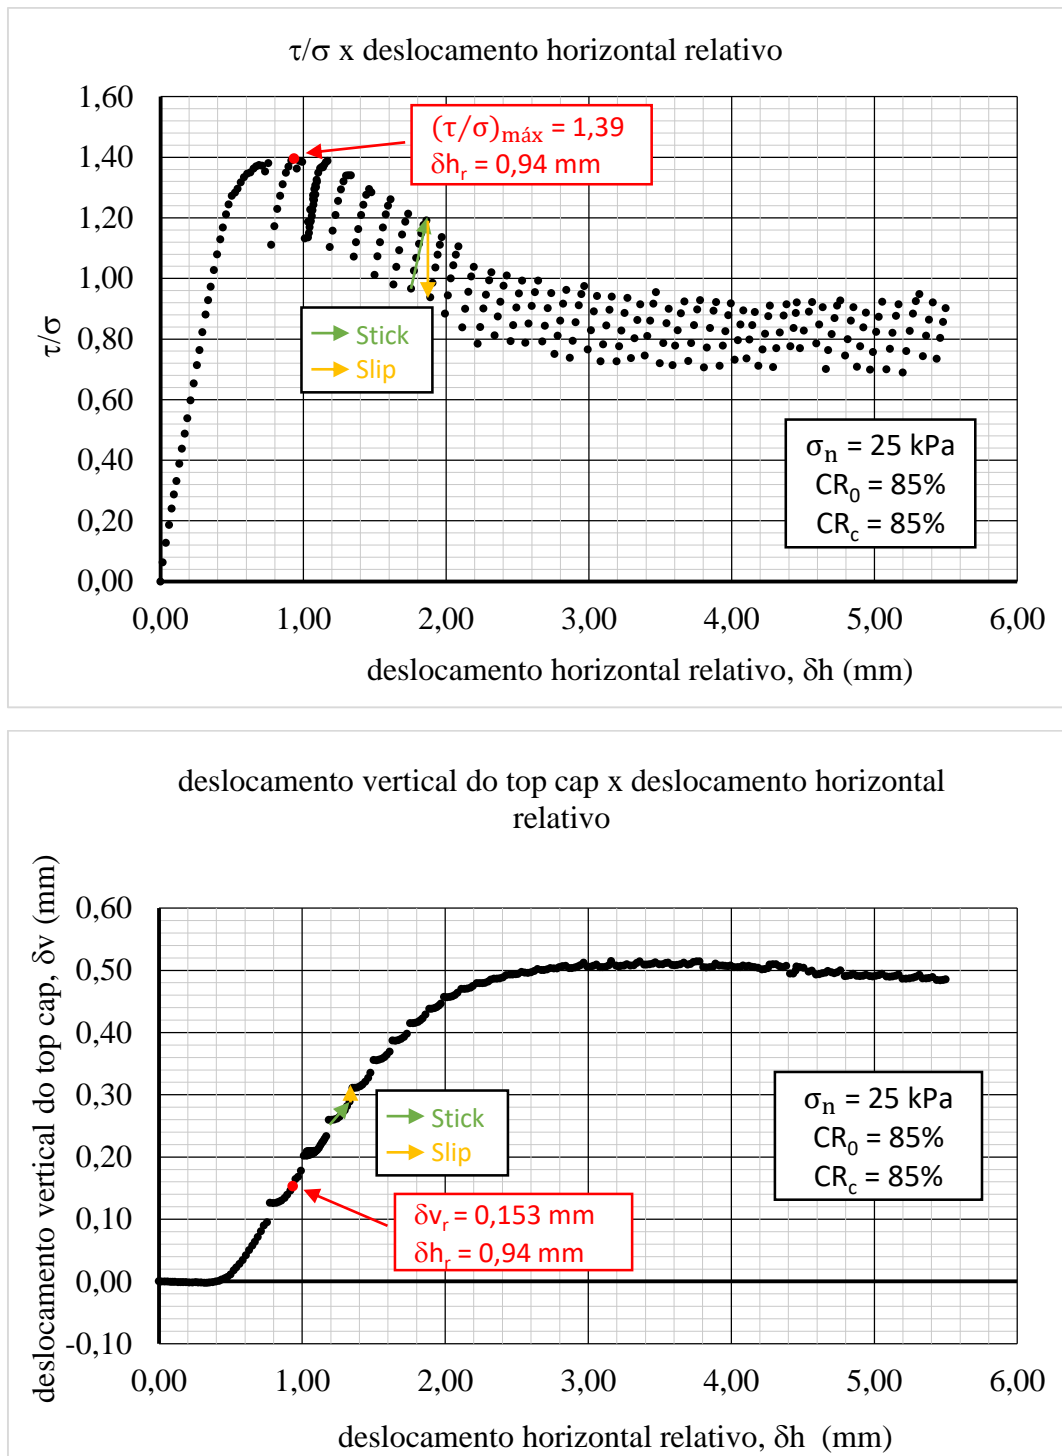 τ/σ x deslocamento horizontal relativo
1,60
1,40
1,20
1,00
0,80
0,60
0,40
0,20
0,00
τ/σ
(τ/σ)máx = 1,39
δhr = 0,94 mm
Stick
Slip
σn = 25 kPa
CR0 = 85%
CRc = 85%
0,00 1,00 2,00 3,00 4,00 5,00 6,00
deslocamento horizontal relativo, δh (mm)
deslocamento vertical do top cap x deslocamento horizontal
relativo
deslocamento vertical do top cap, δv (mm)
0,60
0,50
0,40
0,30
0,20
0,10
0,00
-0,10
Stick
Slip
σn = 25 kPa
CR0 = 85%
CRc = 85%
δvr = 0,153 mm
δhr = 0,94 mm
0,00 1,00 2,00 3,00 4,00 5,00 6,00
deslocamento horizontal relativo, δh (mm)